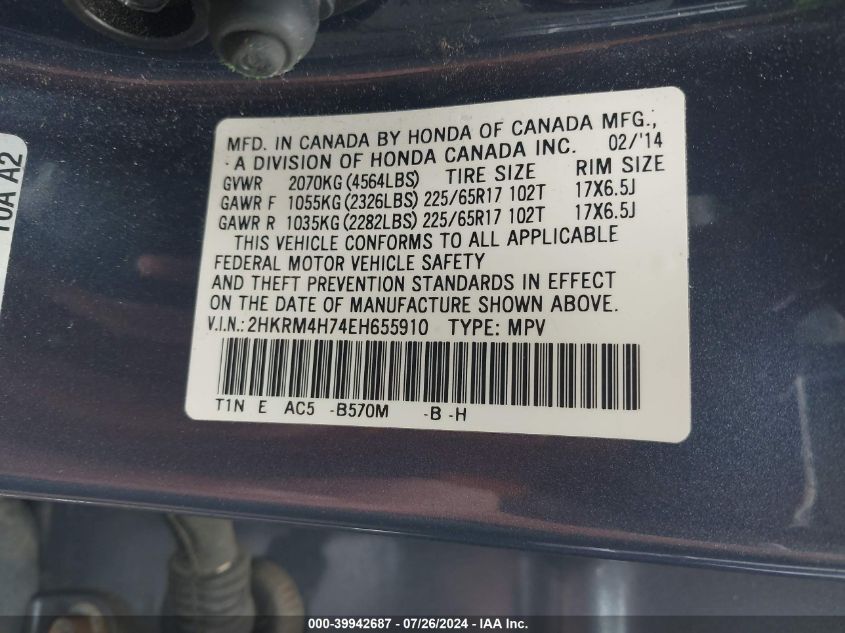 MFD. IN CANADA BY HONDA OF CANADA MFG., 02/'14
A DIVISION OF HONDA CANADA INC.
GVWR 2070KG (4564LBS) TIRE SIZE RIM SIZE
GAWR F 1055KG (2326LBS) 225/65R17 102T 17X6.5J
GAWR R 1035KG (2282LBS) 225/65R17 102T 17X6.5J
THIS VEHICLE CONFORMS TO ALL APPLICABLE
FEDERAL MOTOR VEHICLE SAFETY
AND THEFT PREVENTION STANDARDS IN EFFECT
ON THE DATE OF MANUFACTURE SHOWN ABOVE.
V.I.N.: 2HKRM4H74EH655910 TYPE: MPV
T1N E AC5 -B570M -B -H
10A A2
000-39942687 - 07/26/2024 - IAA Inc.